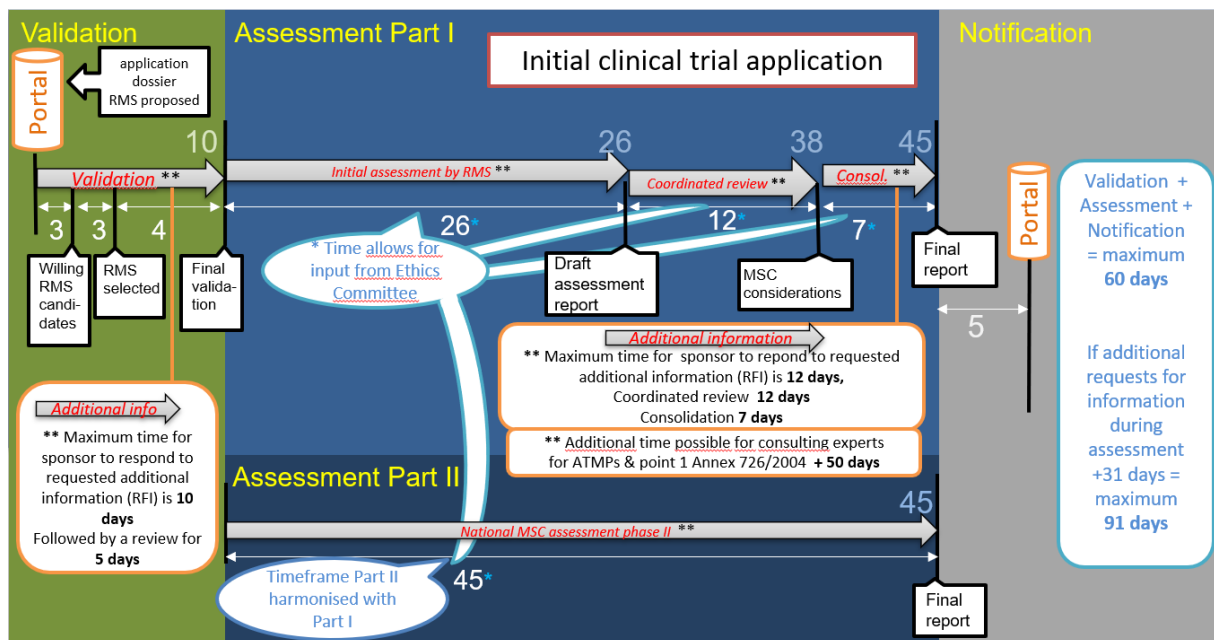 Validation
Assessment Part I
Notification
Initial clinical trial application
Portal
application
dossier
RMS proposed
10
26
38
45
Validation **
Initial assessment by RMS **
Coordinated review **
Consol. **
3
3
4
26*
12*
7*
Willing
RMS
candi-
dates
RMS
selected
Final
valida-
tion
* Time allows for
input from Ethics
Committee
Draft
assessment
report
MSC
considerations
Final
report
5
Portal
Validation +
Assessment +
Notification
= maximum
60 days
If additional
requests for
information
during
assessment
+31 days =
maximum
91 days
Additional info
** Maximum time for
sponsor to respond to
requested additional
information (RFI) is 10
days
Followed by a review for
5 days
Additional information
** Maximum time for sponsor to repond to requested
additional information (RFI) is 12 days,
Coordinated review 12 days
Consolidation 7 days
** Additional time possible for consulting experts
for ATMPs & point 1 Annex 726/2004 + 50 days
Assessment Part II
45
National MSC assessment phase II **
45*
Timeframe Part II
harmonised with
Part I
Final
report